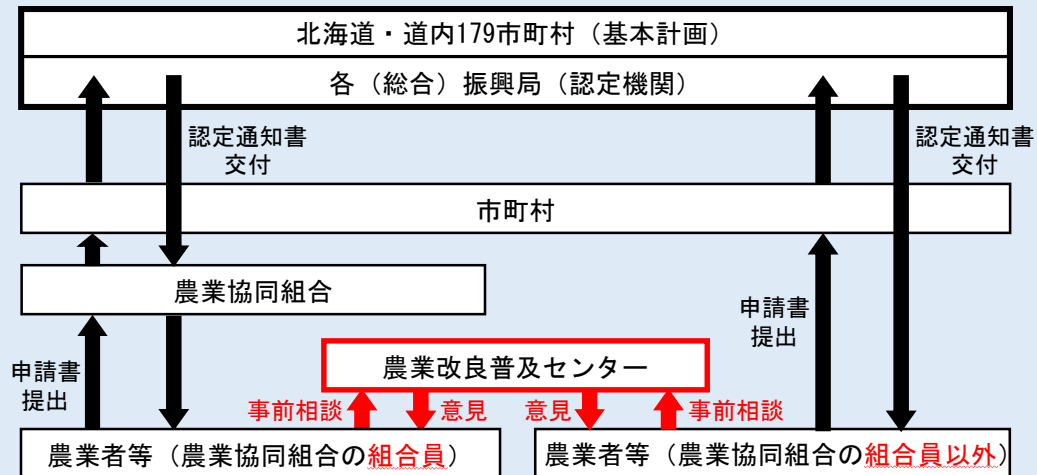 北海道・道内179市町村（基本計画）
各（総合）振興局（認定機関）
認定通知書
交付
認定通知書
交付
市町村
農業協同組合
申請書
提出
農業改良普及センター
申請書
提出
事前相談
意見
意見
事前相談
農業者等（農業協同組合の組合員）
農業者等（農業協同組合の組合員以外）